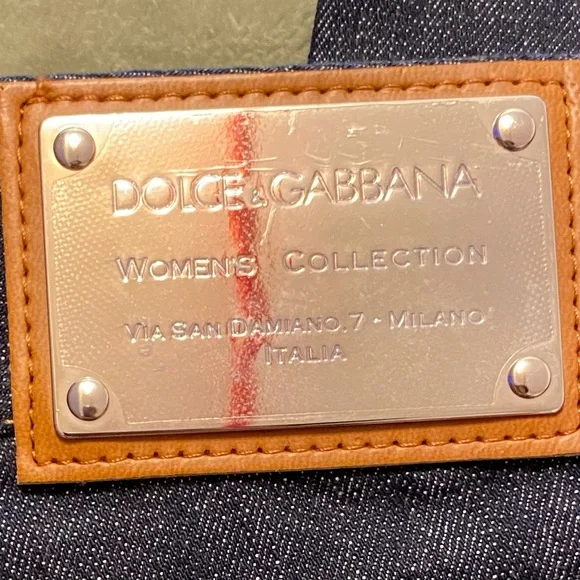 DOLCE & GABBANA
WOMEN'S COLLECTION
VIA SAN DAMIANO, 7 - MILANO
ITALIA